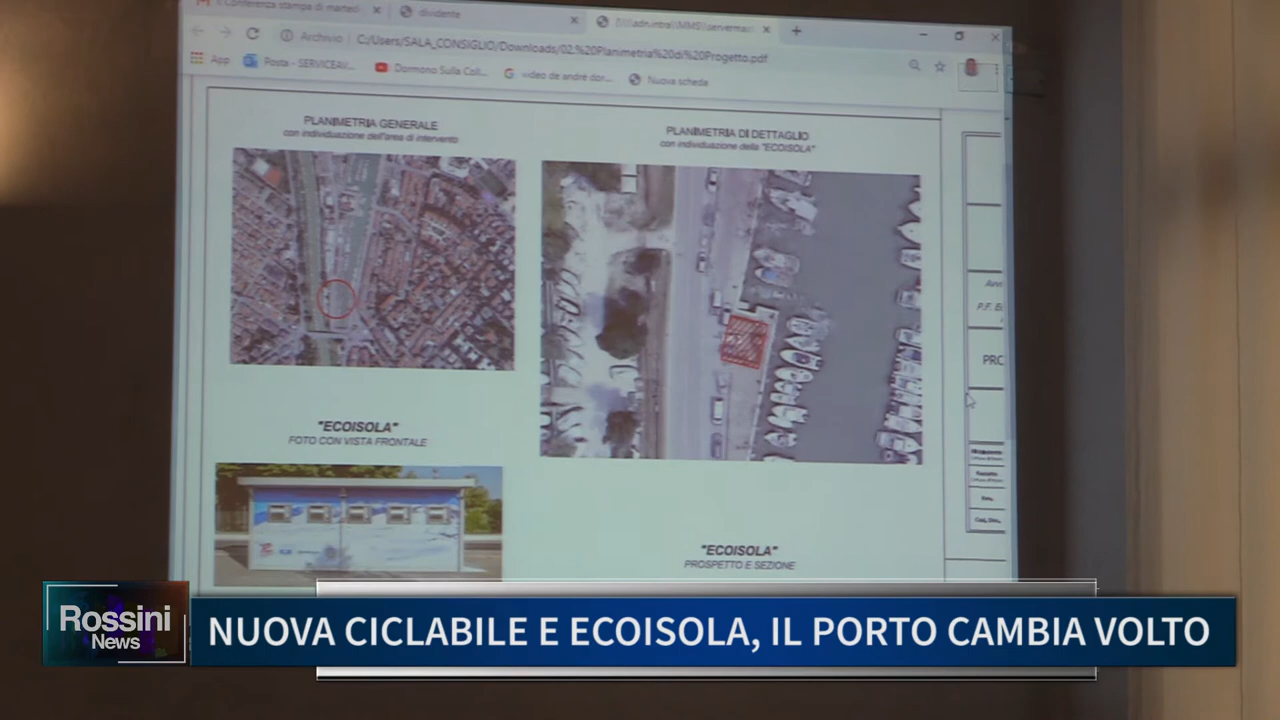 Conferenza stampa di marted
dividente
Archivio
C:/Users/SALA_CONSIGLIO/Downloads/02.%20Planimetria%20di%20Progetto.pdf
App
Posta - SERVICEAV...
Dormono Sulla Coll...
video de andré dor...
Nuova scheda
PLANIMETRIA GENERALE
con individuazione dell'area di intervento
PLANIMETRIA DI DETTAGLIO
con individuazione della "ECOISOLA"
PRO
"ECOISOLA"
FOTO CON VISTA FRONTALE
"ECOISOLA"
PROSPETTO E SEZIONE
Rossini
News
NUOVA CICLABILE E ECOISOLA, IL PORTO CAMBIA VOLTO